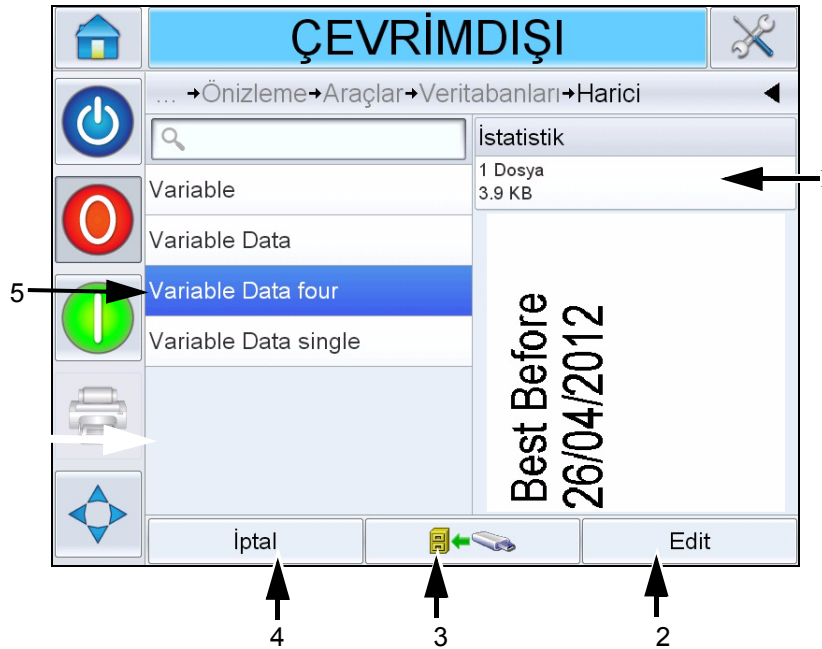 ÇEVRİMDIŞI
... →Önizleme→Araçlar→Veritabanları→Harici
İstatistik
1 Dosya
3.9 KB
Variable
Variable Data
Variable Data four
Variable Data single
Best Before
26/04/2012
İptal
Edit
5
4
3
2